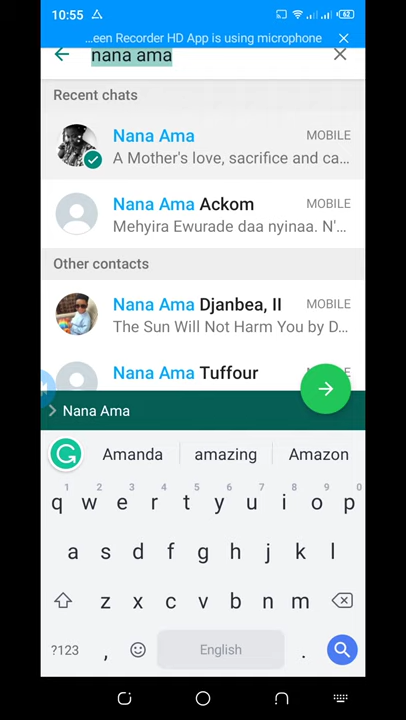 10:55
62
...een Recorder HD App is using microphone
nana ama
Recent chats
Nana Ama MOBILE
A Mother's love, sacrifice and ca...
Nana Ama Ackom MOBILE
Mehyira Ewurade daa nyinaa. N'...
Other contacts
Nana Ama Djanbea, II MOBILE
The Sun Will Not Harm You by D...
Nana Ama Tuffour MOBILE
Nana Ama
Amanda amazing Amazon
1 2 3 4 5 6 7 8 9 0
q w e r t y u i o p
a s d f g h j k l
z x c v b n m
?123 , English .